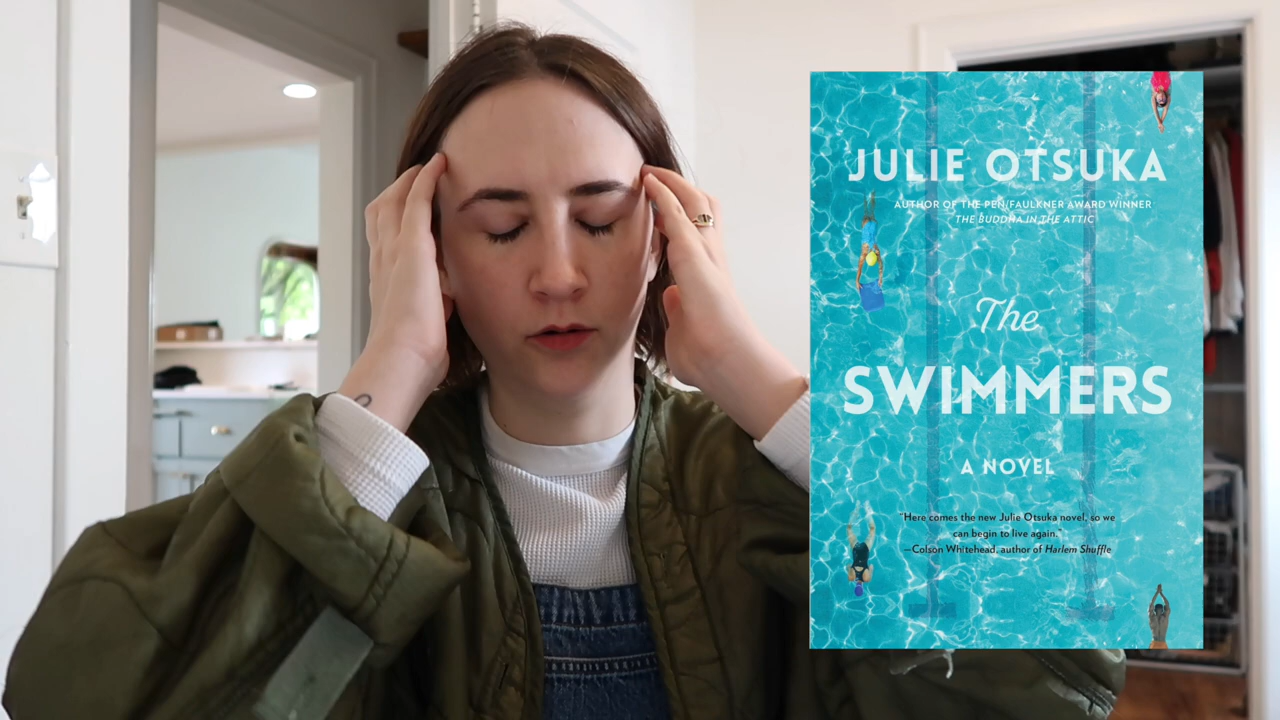 JULIE OTSUKA
AUTHOR OF THE PEN/FAULKNER AWARD WINNER
THE BUDDHA IN THE ATTIC
The
SWIMMERS
A NOVEL
"Here comes the new Julie Otsuka novel, so we
can begin to live again."
—Colson Whitehead, author of Harlem Shuffle